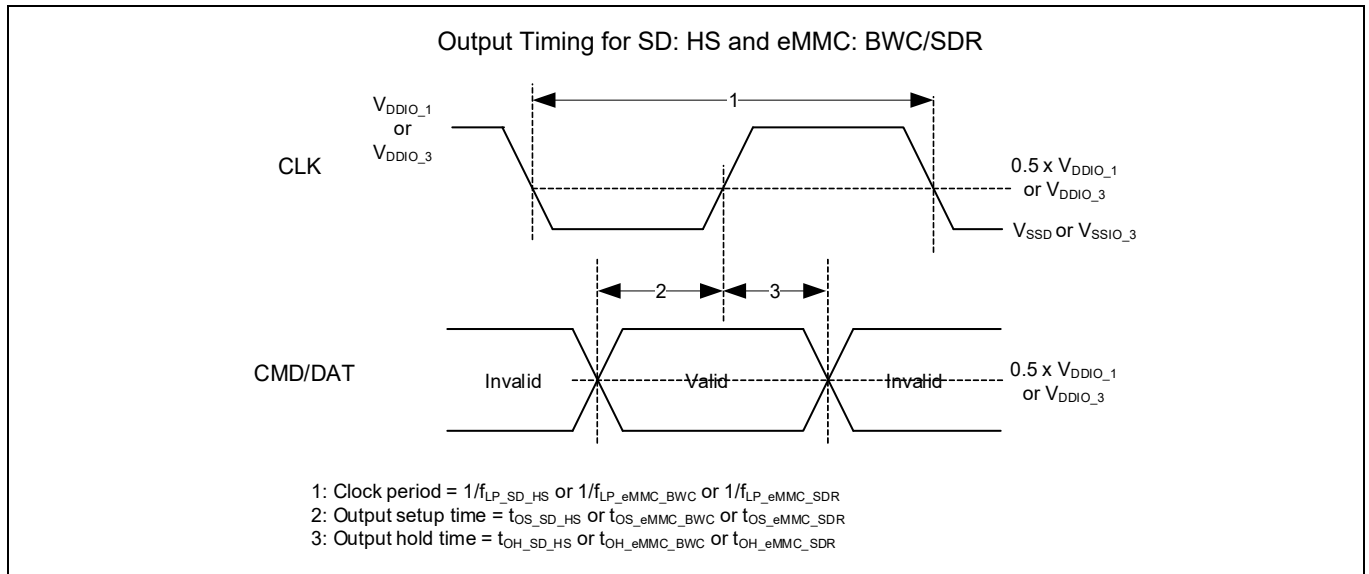 Output Timing for SD: HS and eMMC: BWC/SDR
1
VDDIO_1
or
VDDIO_3
CLK
0.5 x VDDIO_1
or VDDIO_3
VSSD or VSSIO_3
2
3
CMD/DAT
Invalid
Valid
Invalid
0.5 x VDDIO_1
or VDDIO_3
1: Clock period = 1/fLP_SD_HS or 1/fLP_eMMC_BWC or 1/fLP_eMMC_SDR
2: Output setup time = tOS_SD_HS or tOS_eMMC_BWC or tOS_eMMC_SDR
3: Output hold time = tOH_SD_HS or tOH_eMMC_BWC or tOH_eMMC_SDR